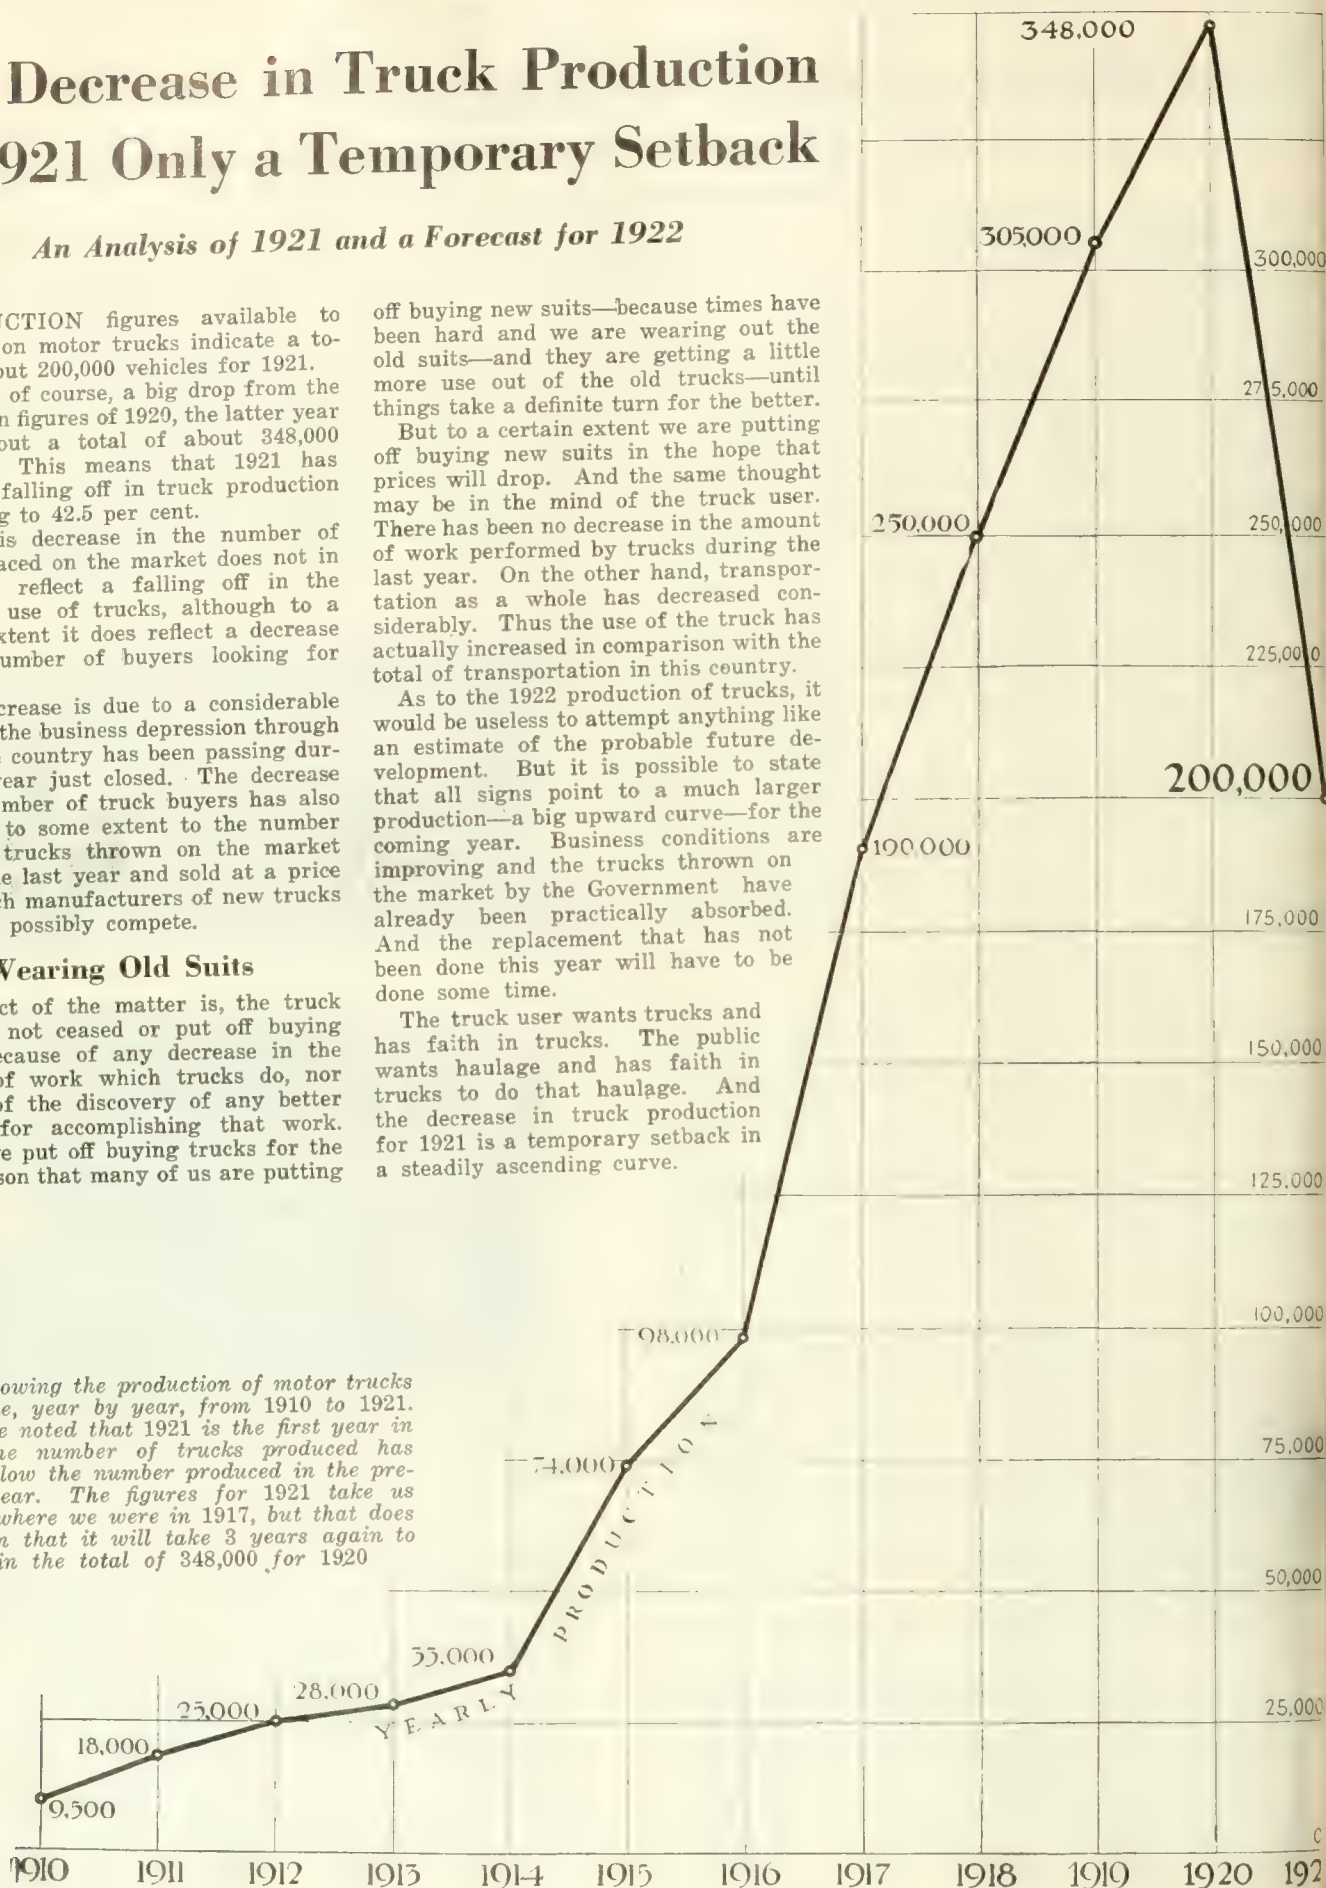 Decrease in Truck Production
921 Only a Temporary Setback
An Analysis of 1921 and a Forecast for 1922
UCTION figures available to
on motor trucks indicate a to-
out 200,000 vehicles for 1921.
of course, a big drop from the
n figures of 1920, the latter year
out a total of about 348,000
This means that 1921 has
falling off in truck production
g to 42.5 per cent.
is decrease in the number of
aced on the market does not in
reflect a falling off in the
use of trucks, although to a
xtent it does reflect a decrease
umber of buyers looking for
crease is due to a considerable
the business depression through
e country has been passing dur-
ear just closed. The decrease
mber of truck buyers has also
to some extent to the number
trucks thrown on the market
e last year and sold at a price
ch manufacturers of new trucks
possibly compete.
Wearing Old Suits
ct of the matter is, the truck
not ceased or put off buying
ecause of any decrease in the
of work which trucks do, nor
of the discovery of any better
for accomplishing that work.
e put off buying trucks for the
son that many of us are putting
off buying new suits—because times have
been hard and we are wearing out the
old suits—and they are getting a little
more use out of the old trucks—until
things take a definite turn for the better.
But to a certain extent we are putting
off buying new suits in the hope that
prices will drop. And the same thought
may be in the mind of the truck user.
There has been no decrease in the amount
of work performed by trucks during the
last year. On the other hand, transpor-
tation as a whole has decreased con-
siderably. Thus the use of the truck has
actually increased in comparison with the
total of transportation in this country.
As to the 1922 production of trucks, it
would be useless to attempt anything like
an estimate of the probable future de-
velopment. But it is possible to state
that all signs point to a much larger
production—a big upward curve—for the
coming year. Business conditions are
improving and the trucks thrown on
the market by the Government have
already been practically absorbed.
And the replacement that has not
been done this year will have to be
done some time.
The truck user wants trucks and
has faith in trucks. The public
wants haulage and has faith in
trucks to do that haulage. And
the decrease in truck production
for 1921 is a temporary setback in
a steadily ascending curve.
owing the production of motor trucks
e, year by year, from 1910 to 1921.
e noted that 1921 is the first year in
he number of trucks produced has
low the number produced in the pre-
ear. The figures for 1921 take us
where we were in 1917, but that does
n that it will take 3 years again to
in the total of 348,000 for 1920
348,000
305,000
300,000
275,000
250,000
250,000
225,000
200,000
190,000
175,000
150,000
125,000
98,000
100,000
74,000
75,000
50,000
33,000
28,000
25,000
25,000
18,000
9,500
YEARLY PRODUCTION
C
1910 1911 1912 1913 1914 1915 1916 1917 1918 1919 1920 192